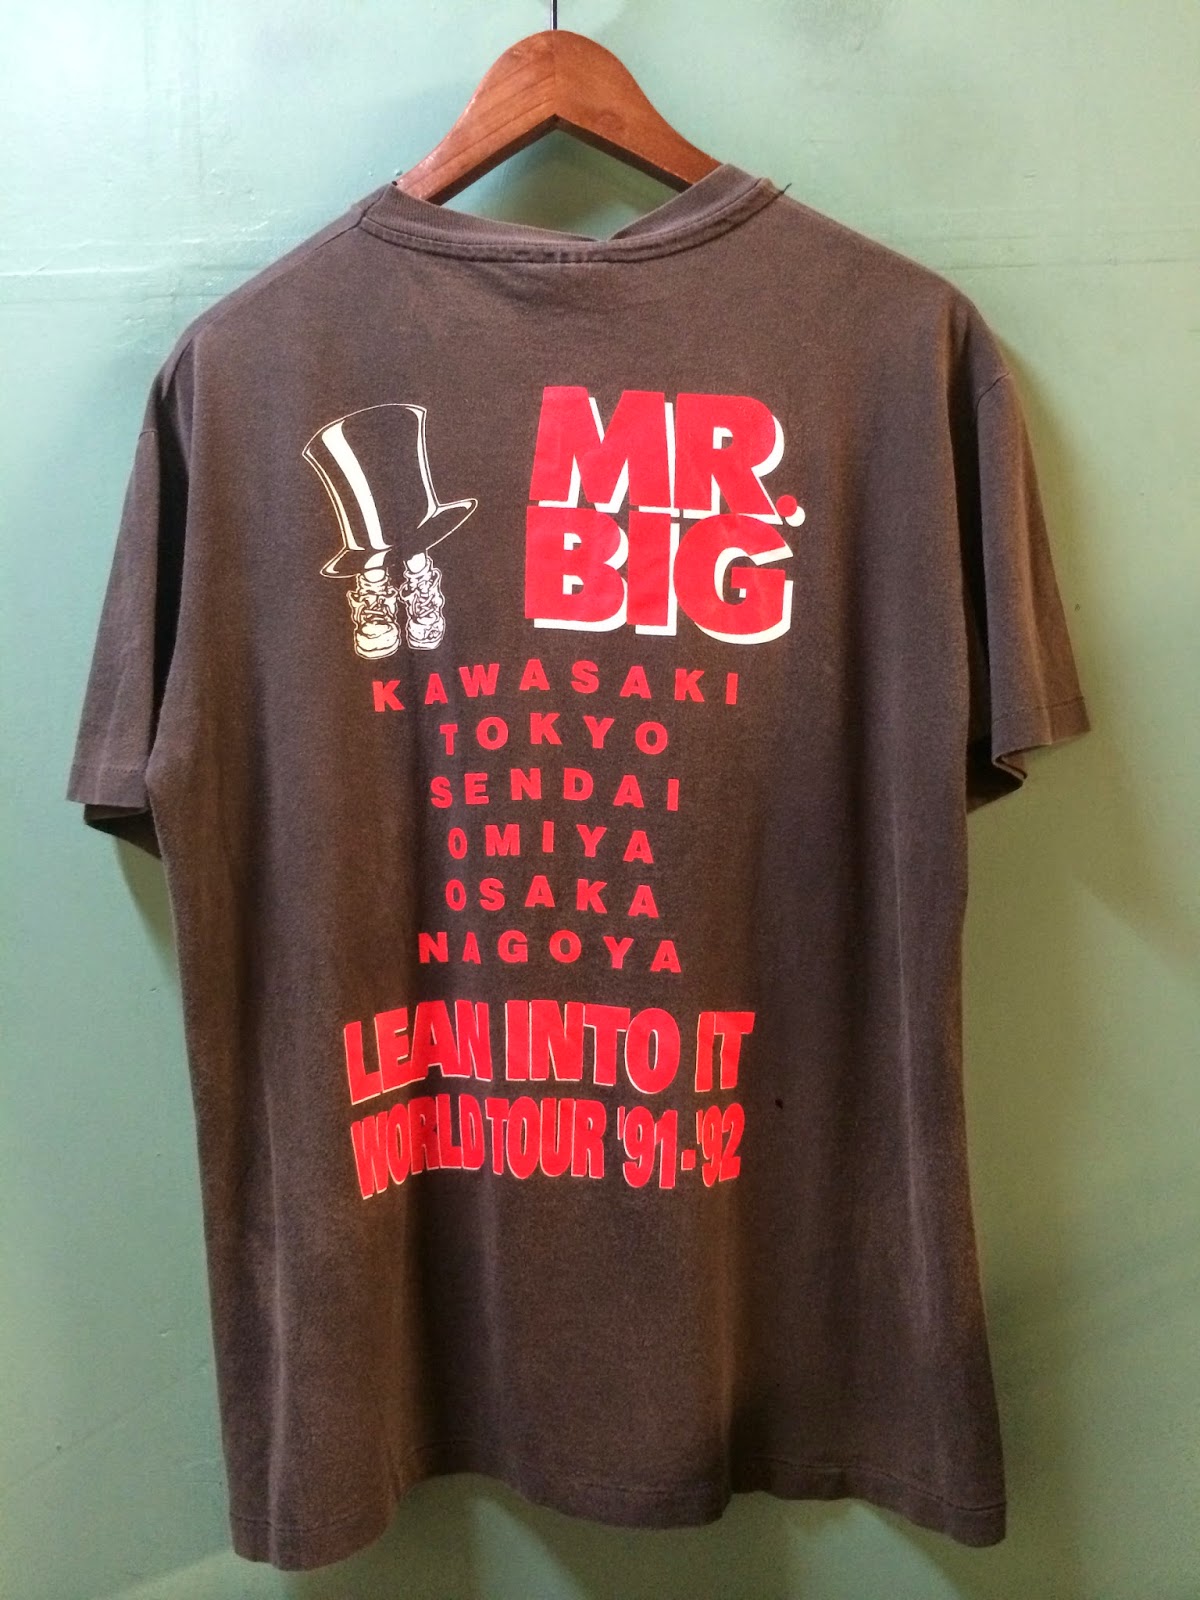 MR.
BIG
KAWASAKI
TOKYO
SENDAI
OMIYA
OSAKA
NAGOYA
LEAN INTO IT
WORLD TOUR '91-'92